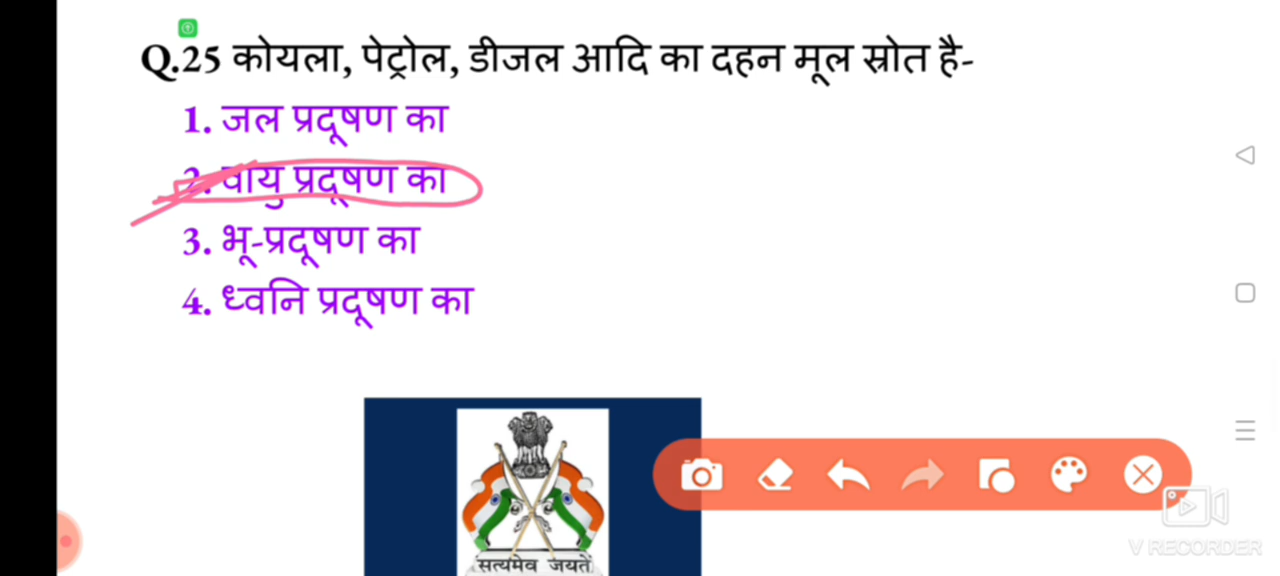 Q.25 कोयला, पेट्रोल, डीजल आदि का दहन मूल स्रोत है-
1. जल प्रदूषण का
2. वायु प्रदूषण का
3. भू-प्रदूषण का
4. ध्वनि प्रदूषण का
सत्यमेव जयते
V RECORDER